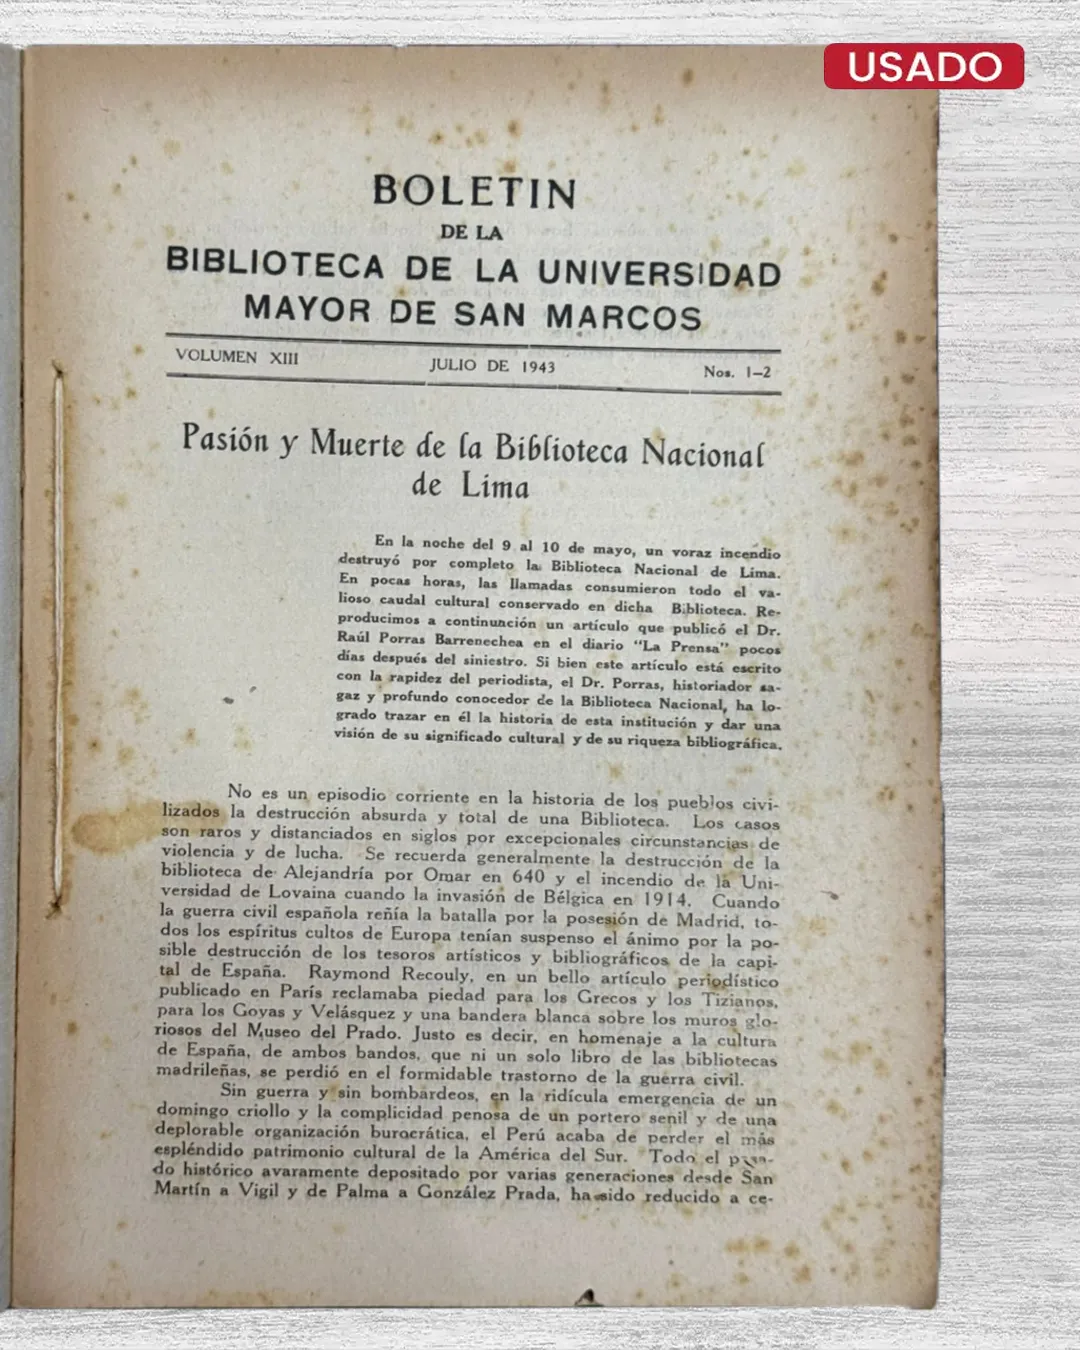 USADO
BOLETIN
DE LA
BIBLIOTECA DE LA UNIVERSIDAD
MAYOR DE SAN MARCOS
VOLUMEN XIII JULIO DE 1943 Nos. 1–2
Pasión y Muerte de la Biblioteca Nacional
de Lima
En la noche del 9 al 10 de mayo, un voraz incendio
destruyó por completo la Biblioteca Nacional de Lima.
En pocas horas, las llamadas consumieron todo el va-
lioso caudal cultural conservado en dicha Biblioteca. Re-
producimos a continunción un artículo que publicó el Dr.
Raúl Porras Barrenechea en el diario "La Prensa" pocos
días después del siniestro. Si bien este artículo está escrito
con la rapidez del periodista, el Dr. Porras, historiador sa-
gaz y profundo conocedor de la Biblioteca Nacional, ha lo-
grado trazar en él la historia de esta institución y dar una
visión de su significado cultural y de su riqueza bibliográfica.
No es un episodio corriente en la historia de los pueblos civi-
lizados la destrucción absurda y total de una Biblioteca. Los casos
son raros y distanciados en siglos por excepcionales circunstancias de
violencia y de lucha. Se recuerda generalmente la destrucción de la
biblioteca de Alejandría por Omar en 640 y el incendio de la Uni-
versidad de Lovaina cuando la invasión de Bélgica en 1914. Cuando
la guerra civil española reñía la batalla por la posesión de Madrid, to-
dos los espíritus cultos de Europa tenían suspenso el ánimo por la po-
sible destrucción de los tesoros artísticos y bibliográficos de la capi-
tal de España. Raymond Recouly, en un bello artículo periodístico
publicado en París reclamaba piedad para los Grecos y los Tizianos,
para los Goyas y Velásquez y una bandera blanca sobre los muros glo-
riosos del Museo del Prado. Justo es decir, en homenaje a la cultura
de España, de ambos bandos, que ni un solo libro de las bibliotecas
madrileñas, se perdió en el formidable trastorno de la guerra civil.
Sin guerra y sin bombardeos, en la ridícula emergencia de un
domingo criollo y la complicidad penosa de un portero senil y de una
deplorable organización burocrática, el Perú acaba de perder el más
espléndido patrimonio cultural de la América del Sur. Todo el pasa-
do histórico avaramente depositado por varias generaciones desde San
Martín a Vigil y de Palma a González Prada, ha sido reducido a ce-